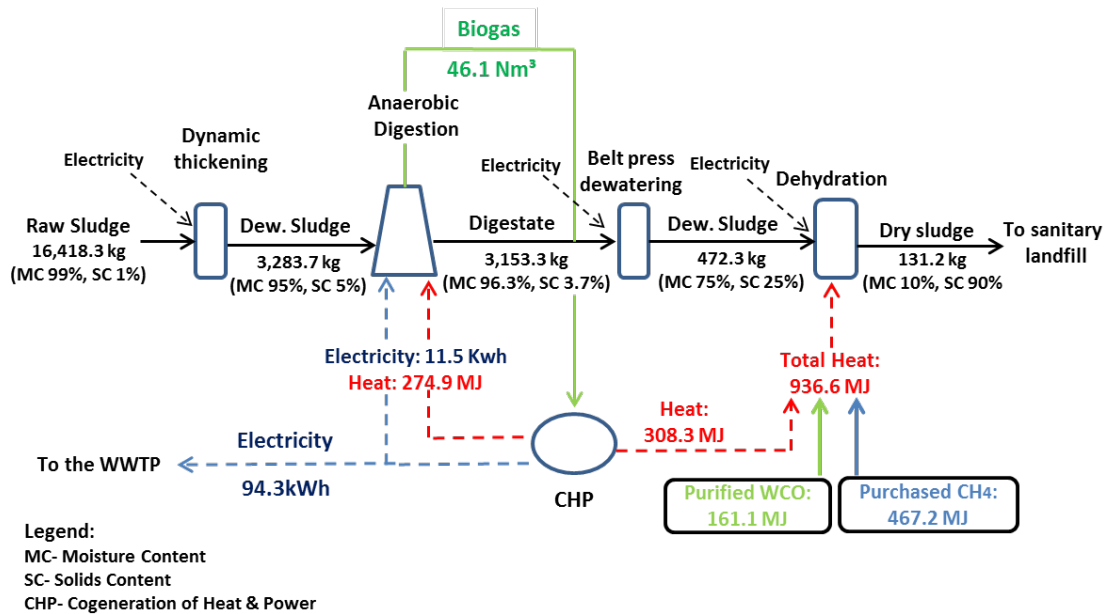 Biogas
46.1 Nm³
Anaerobic
Digestion
Dynamic
thickening
Electricity
Electricity
Belt press
dewatering
Electricity
Dehydration
Raw Sludge
16,418.3 kg
(MC 99%, SC 1%)
Dew. Sludge
3,283.7 kg
(MC 95%, SC 5%)
Digestate
3,153.3 kg
(MC 96.3%, SC 3.7%)
Dew. Sludge
472.3 kg
(MC 75%, SC 25%)
Dry sludge
131.2 kg
(MC 10%, SC 90%
To sanitary
landfill
Electricity: 11.5 Kwh
Heat: 274.9 MJ
Total Heat:
936.6 MJ
Heat:
308.3 MJ
Electricity
94.3kWh
To the WWTP
CHP
Purified WCO:
161.1 MJ
Purchased CH4:
467.2 MJ
Legend:
MC- Moisture Content
SC- Solids Content
CHP- Cogeneration of Heat & Power